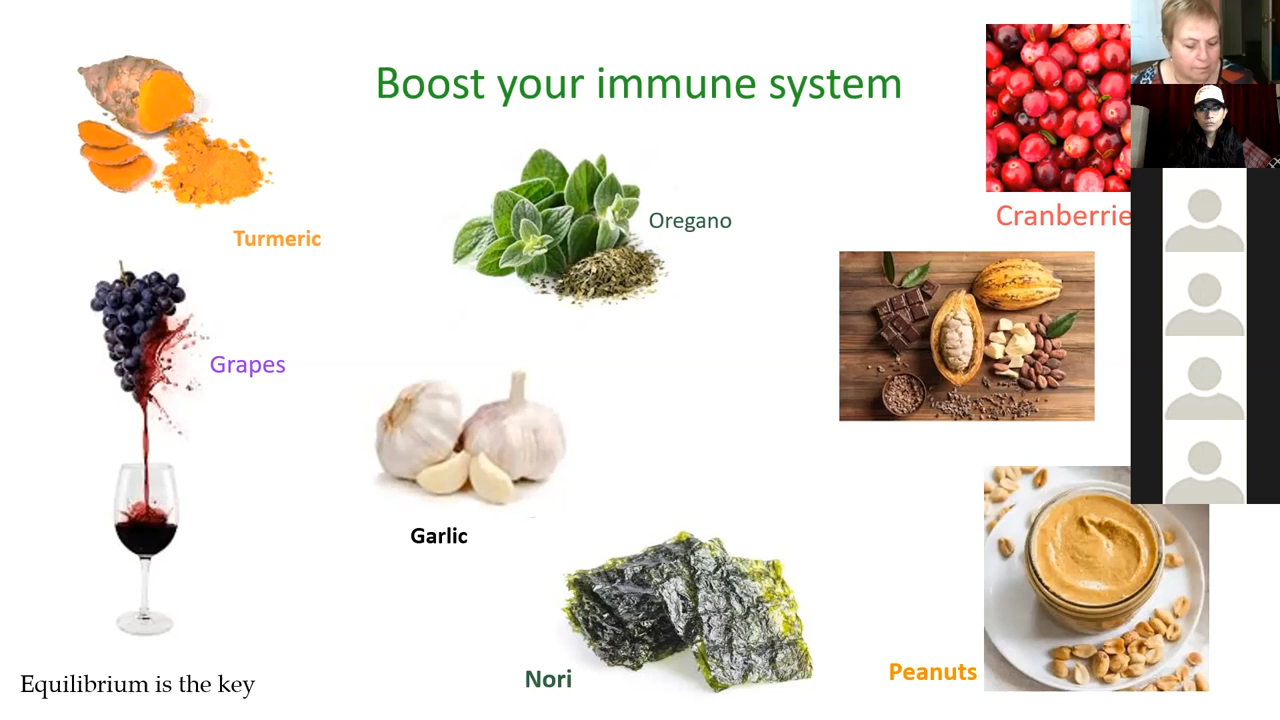 Boost your immune system
Oregano
Cranberrie
Turmeric
Grapes
Garlic
Nori
Peanuts
Equilibrium is the key